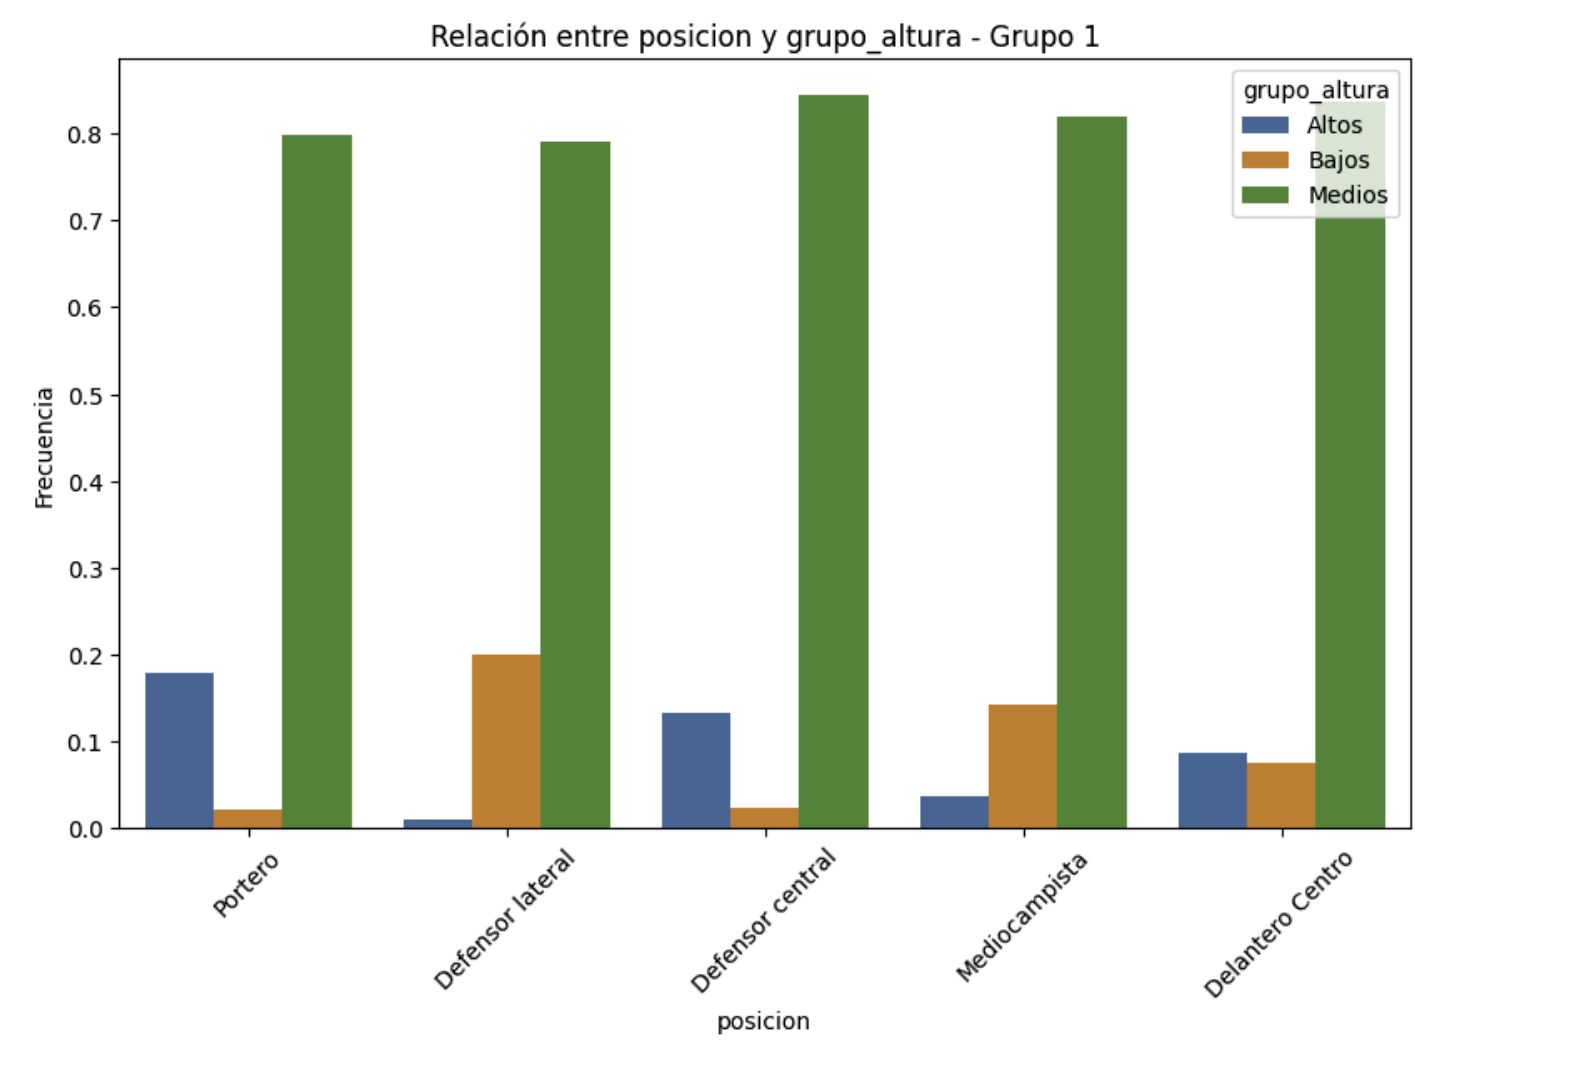 Relación entre posicion y grupo_altura - Grupo 1
grupo_altura
Altos
Bajos
Medios
Frecuencia
0.8
0.7
0.6
0.5
0.4
0.3
0.2
0.1
0.0
Portero
Defensor lateral
Defensor central
Mediocampista
Delantero Centro
posicion